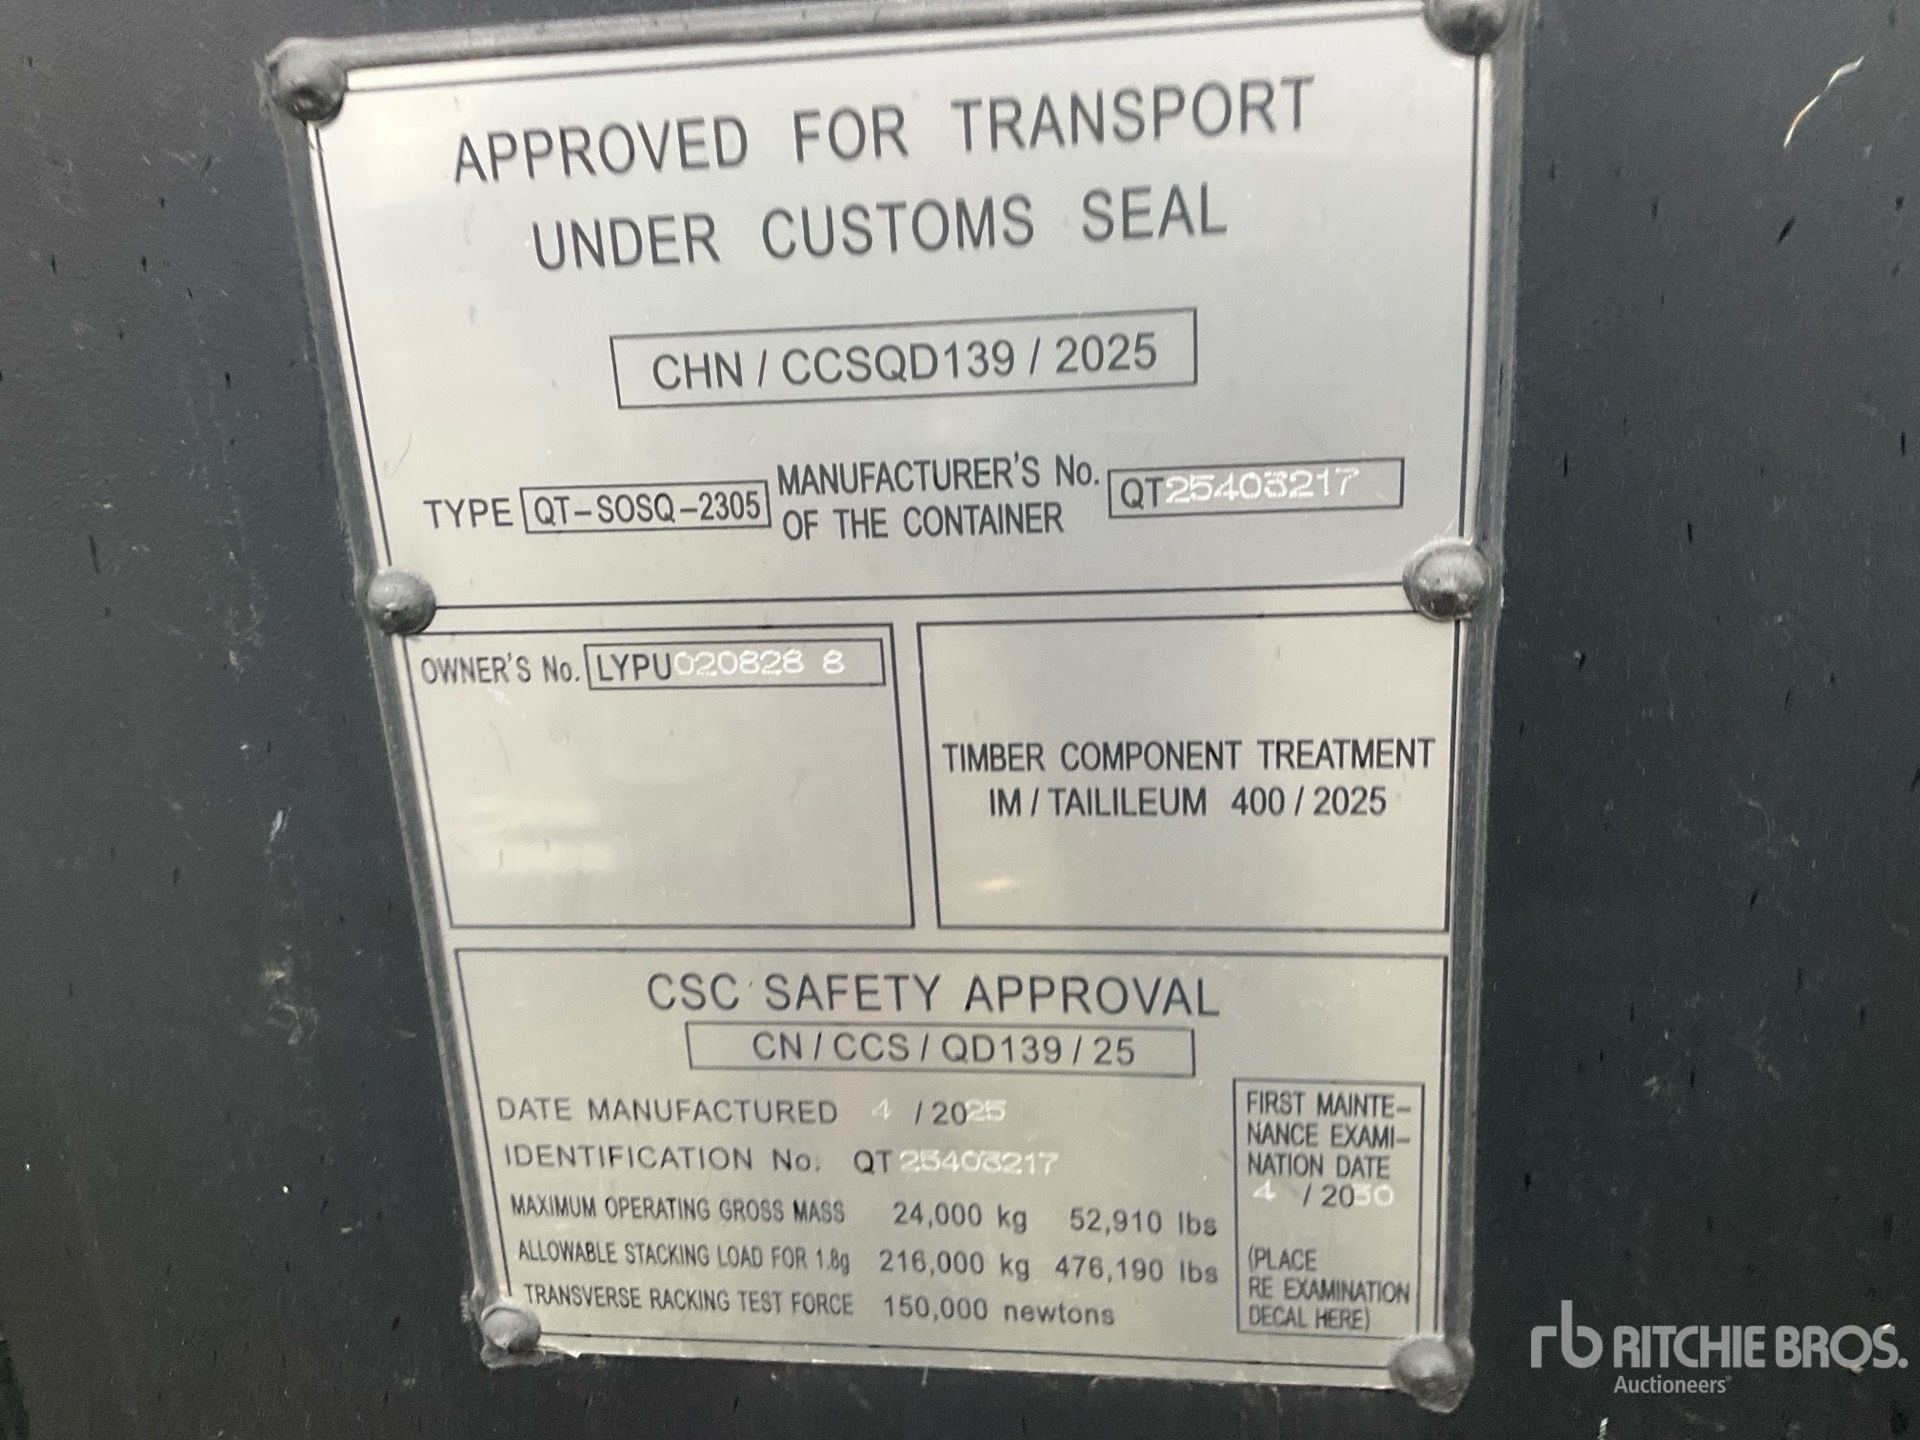 APPROVED FOR TRANSPORT
UNDER CUSTOMS SEAL
CHN / CCSQD139 / 2025
TYPE QT-SOSQ-2305 MANUFACTURER'S No. OF THE CONTAINER QT25403217
OWNER'S No. LYPU020828 8
TIMBER COMPONENT TREATMENT
IM / TAILILEUM 400 / 2025
CSC SAFETY APPROVAL
CN / CCS / QD139 / 25
DATE MANUFACTURED 4 / 2025
IDENTIFICATION No. QT25403217
MAXIMUM OPERATING GROSS MASS 24,000 kg 52,910 lbs
ALLOWABLE STACKING LOAD FOR 1.8g 216,000 kg 476,190 lbs
TRANSVERSE RACKING TEST FORCE 150,000 newtons
FIRST MAINTE-
NANCE EXAMI-
NATION DATE
4 / 2030
(PLACE
RE EXAMINATION
DECAL HERE)
rb RITCHIE BROS.
Auctioneers